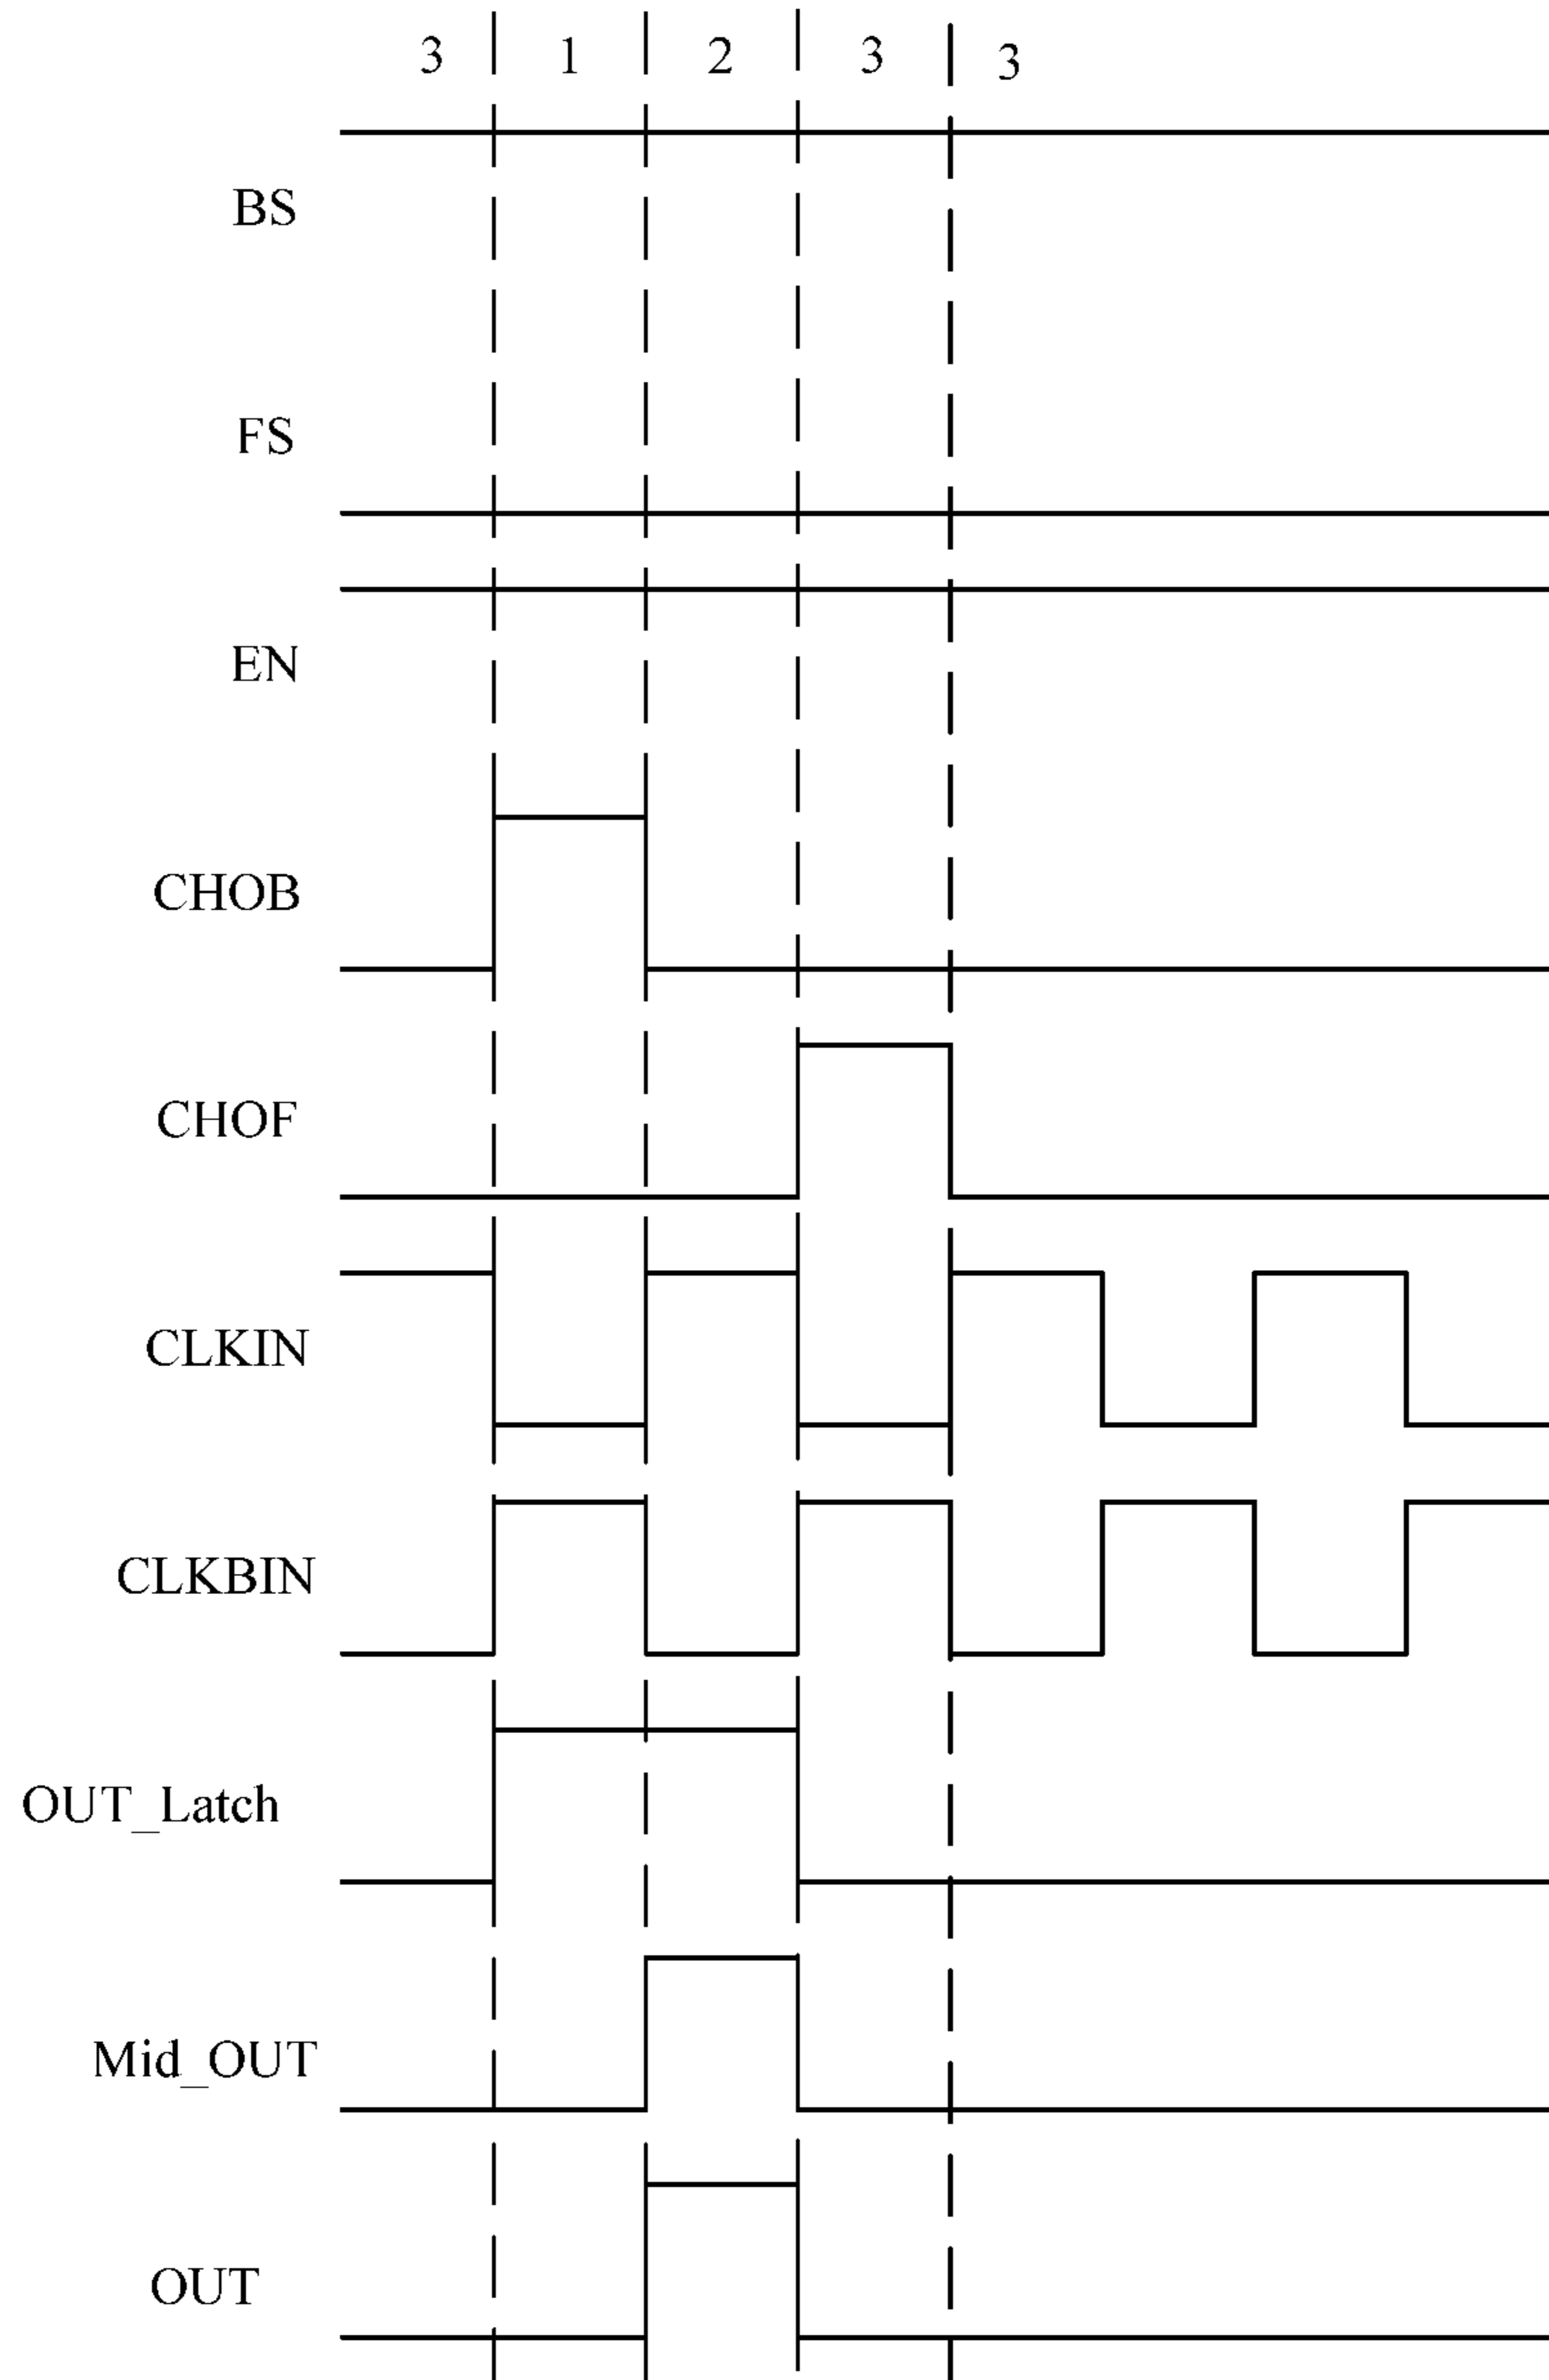 3 1 2 3 3
BS
FS
EN
CHOB
CHOF
CLKIN
CLKBIN
OUT_Latch
Mid_OUT
OUT